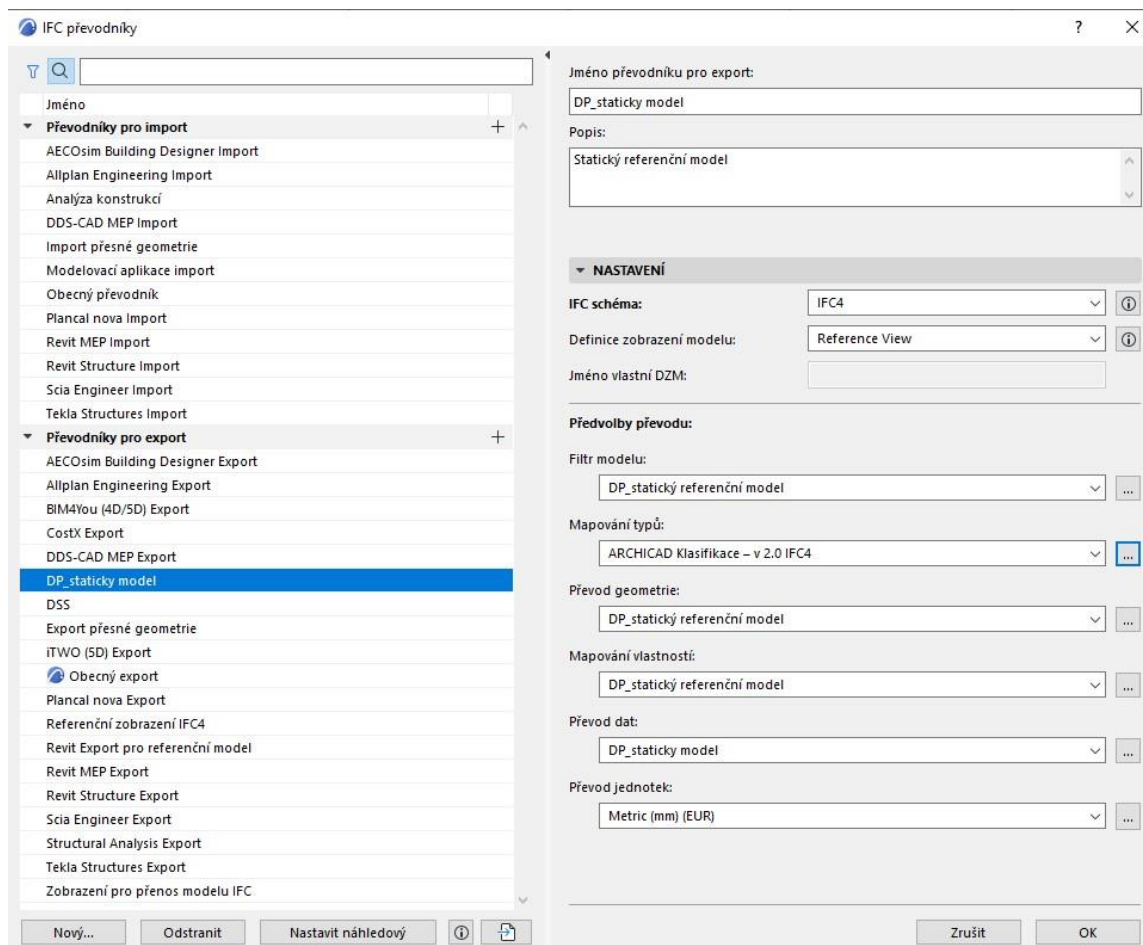 IFC převodníky
?
Jméno
Převodníky pro import
AECOsim Building Designer Import
Allplan Engineering Import
Analýza konstrukcí
DDS-CAD MEP Import
Import přesné geometrie
Modelovací aplikace import
Obecný převodník
Plancal nova Import
Revit MEP Import
Revit Structure Import
Scia Engineer Import
Tekla Structures Import
Převodníky pro export
AECOsim Building Designer Export
Allplan Engineering Export
BIM4You (4D/5D) Export
CostX Export
DDS-CAD MEP Export
DP_staticky model
DSS
Export přesné geometrie
iTWO (5D) Export
Obecný export
Plancal nova Export
Referenční zobrazení IFC4
Revit Export pro referenční model
Revit MEP Export
Revit Structure Export
Scia Engineer Export
Structural Analysis Export
Tekla Structures Export
Zobrazení pro přenos modelu IFC
Nový...
Odstranit
Nastavit náhledový
Jméno převodníku pro export:
DP_staticky model
Popis:
Statický referenční model
NASTAVENÍ
IFC schéma: IFC4
Definice zobrazení modelu: Reference View
Jméno vlastní DZM:
Předvolby převodu:
Filtr modelu:
DP_statický referenční model ...
Mapování typů:
ARCHICAD Klasifikace – v 2.0 IFC4 ...
Převod geometrie:
DP_statický referenční model ...
Mapování vlastností:
DP_statický referenční model ...
Převod dat:
DP_staticky model ...
Převod jednotek:
Metric (mm) (EUR) ...
Zrušit
OK